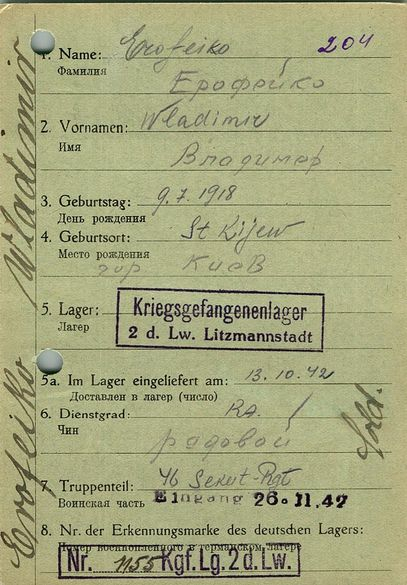 204
1. Name: Erofeiko
Фамилия
Ерофейко
2. Vornamen: Wladimir
Имя
Владимер
3. Geburtstag: 9.7.1918
День рождения
4. Geburtsort: St Kijew
Место рождения
гор Киев
5. Lager:
Лагер
Kriegsgefangenenlager
2 d. Lw. Litzmannstadt
5a. Im Lager eingeliefert am: 13.10.42
Доставлен в лагер (число)
6. Dienstgrad: RA. /
Чин
рядовой
Sold.
7. Truppenteil: 46 Rgt
Воинская часть
Eingang 26.11.42
8. Nr. der Erkennungsmarke des deutschen Lagers:
Номер военнопленного в германском лагере
Nr. 1155 Kgf. Lg. 2 d. Lw.
Erofeiko Wladimir